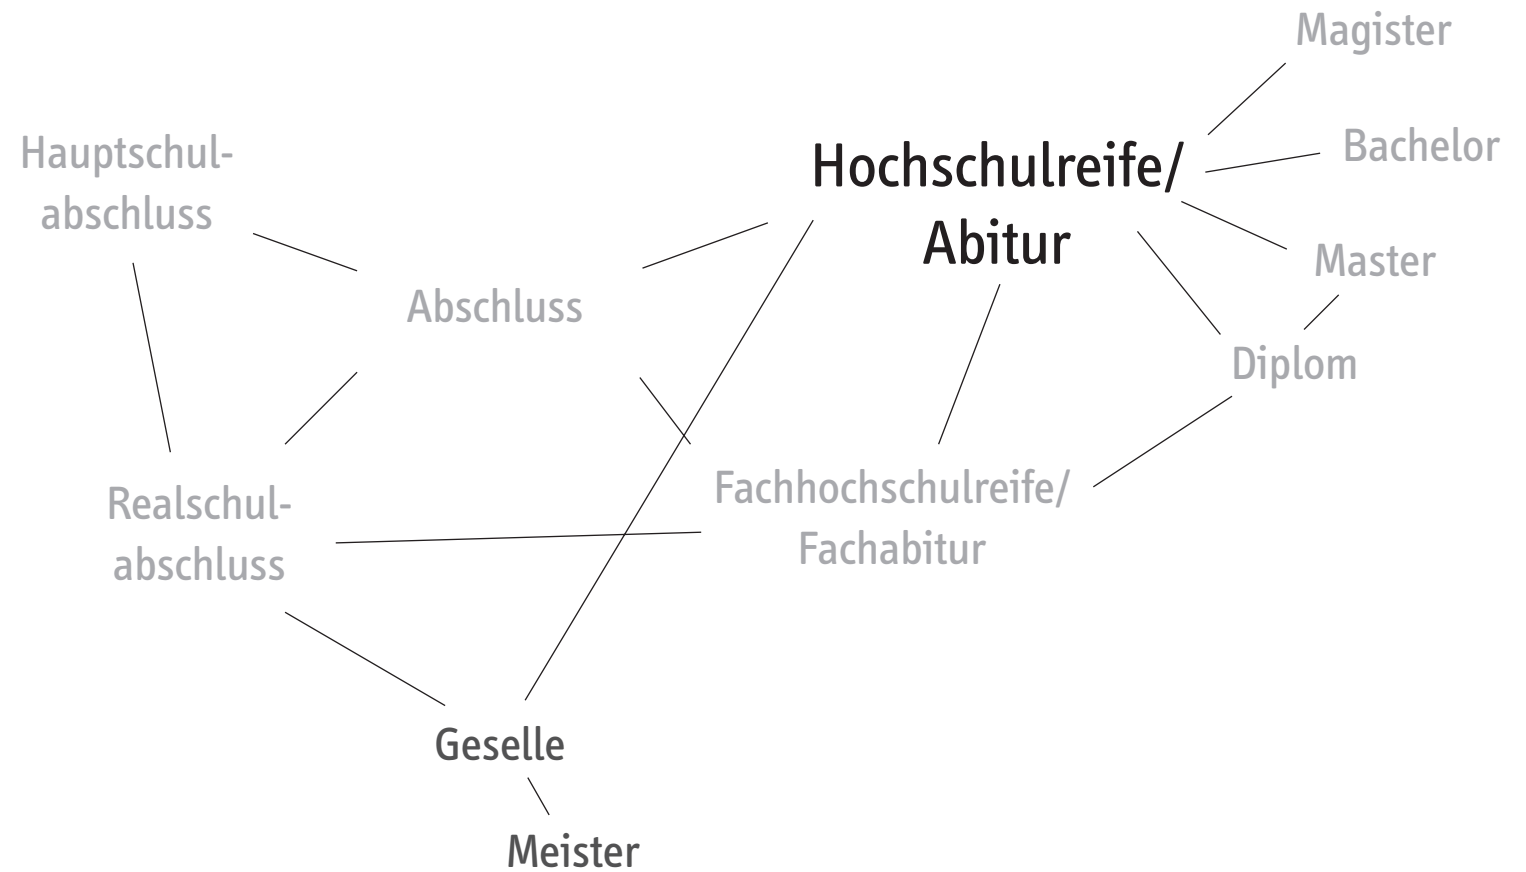 Magister
Hauptschul-
abschluss
Hochschulreife/
Abitur
Bachelor
Master
Abschluss
Diplom
Realschul-
abschluss
Fachhochschulreife/
Fachabitur
Geselle
Meister